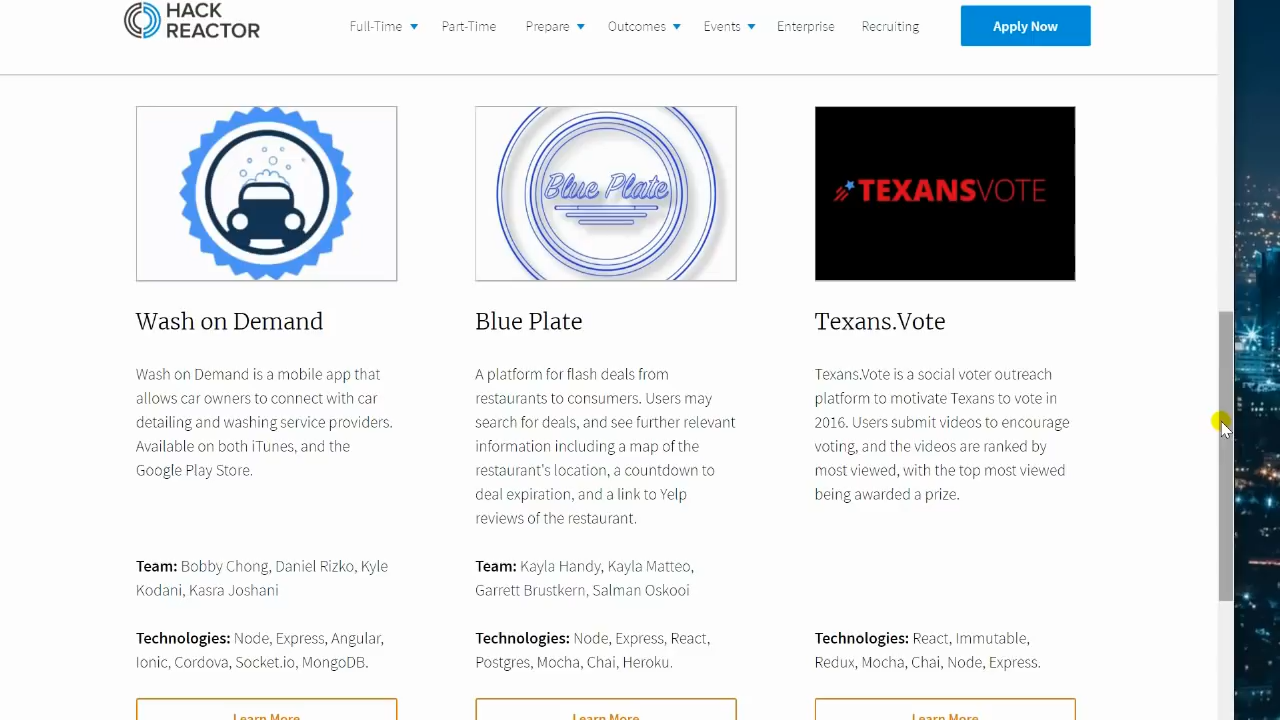 HACK
REACTOR
Full-Time
Part-Time
Prepare
Outcomes
Events
Enterprise
Recruiting
Apply Now
Blue Plate
TEXANSVOTE
Wash on Demand
Wash on Demand is a mobile app that
allows car owners to connect with car
detailing and washing service providers.
Available on both iTunes, and the
Google Play Store.
Team: Bobby Chong, Daniel Rizko, Kyle
Kodani, Kasra Joshani
Technologies: Node, Express, Angular,
Ionic, Cordova, Socket.io, MongoDB.
Learn More
Blue Plate
A platform for flash deals from
restaurants to consumers. Users may
search for deals, and see further relevant
information including a map of the
restaurant's location, a countdown to
deal expiration, and a link to Yelp
reviews of the restaurant.
Team: Kayla Handy, Kayla Matteo,
Garrett Brustkern, Salman Oskooi
Technologies: Node, Express, React,
Postgres, Mocha, Chai, Heroku.
Learn More
Texans.Vote
Texans.Vote is a social voter outreach
platform to motivate Texans to vote in
2016. Users submit videos to encourage
voting, and the videos are ranked by
most viewed, with the top most viewed
being awarded a prize.
Technologies: React, Immutable,
Redux, Mocha, Chai, Node, Express.
Learn More